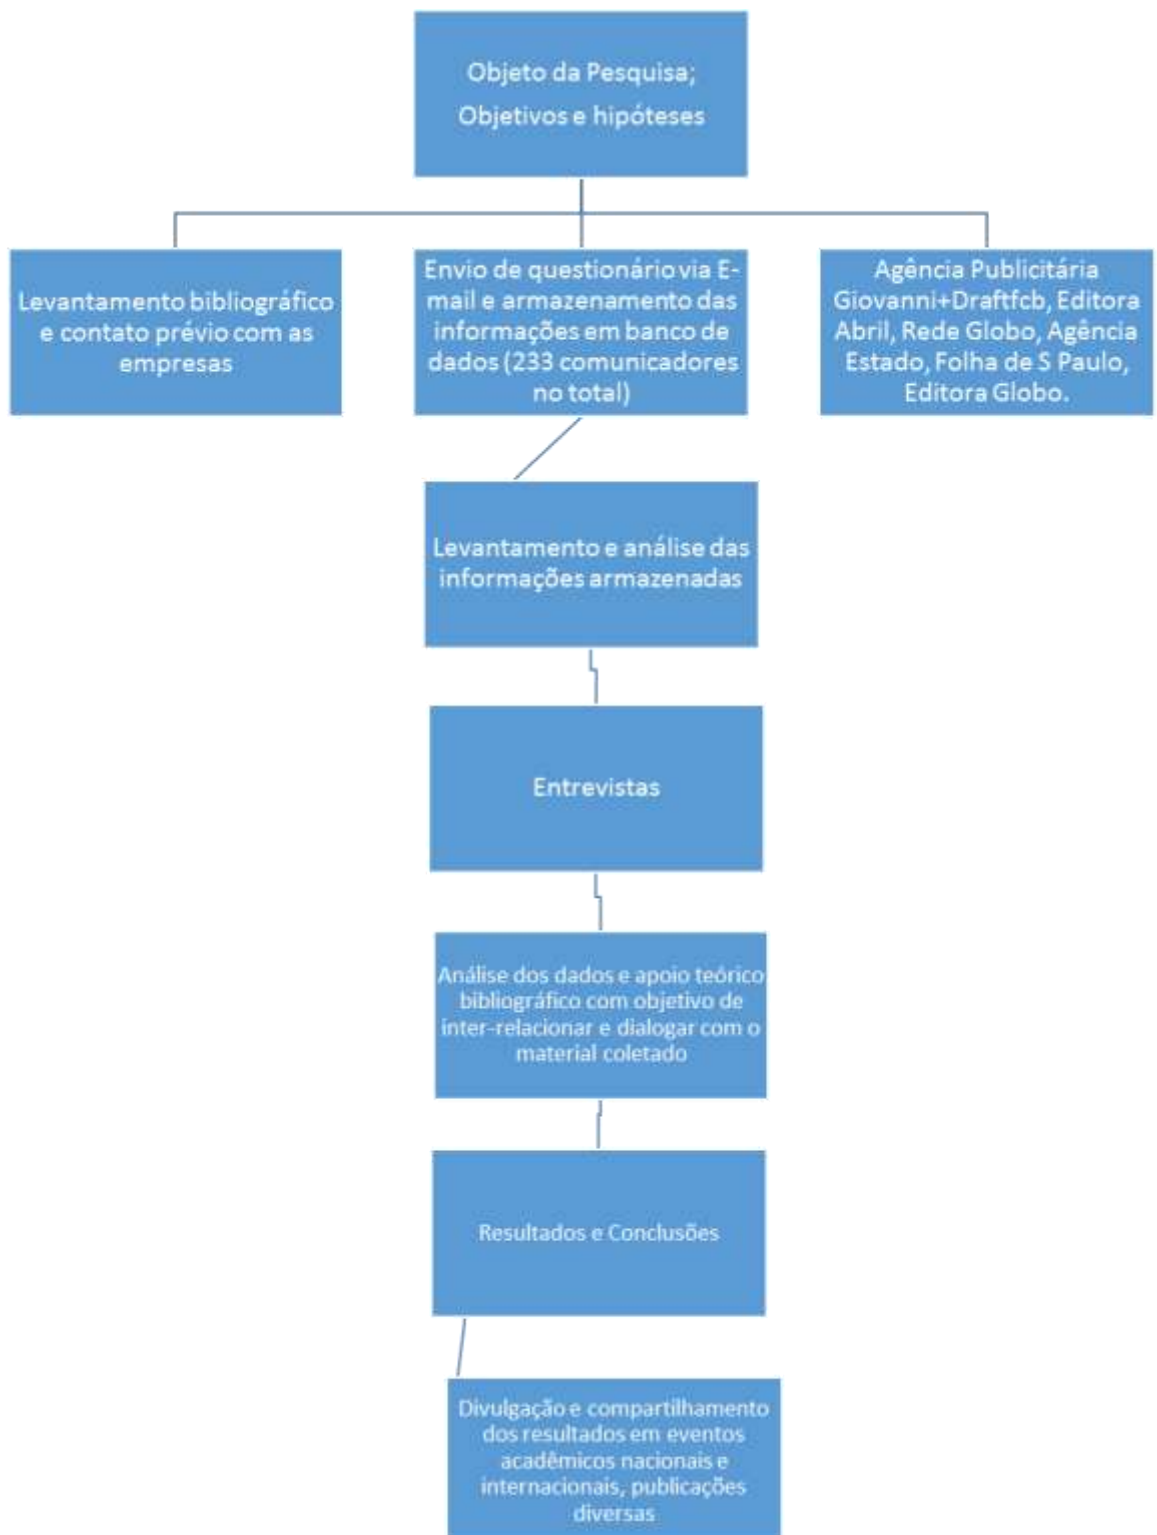 Objeto da Pesquisa;
Objetivos e hipóteses
Levantamento bibliográfico
e contato prévio com as
empresas
Envio de questionário via E-
mail e armazenamento das
informações em banco de
dados (233 comunicadores
no total)
Agência Publicitária
Giovanni+Draftfcb, Editora
Abril, Rede Globo, Agência
Estado, Folha de S Paulo,
Editora Globo.
Levantamento e análise das
informações armazenadas
Entrevistas
Análise dos dados e apoio teórico
bibliográfico com objetivo de
inter-relacionar e dialogar com o
material coletado
Resultados e Conclusões
Divulgação e compartilhamento
dos resultados em eventos
acadêmicos nacionais e
internacionais, publicações
diversas